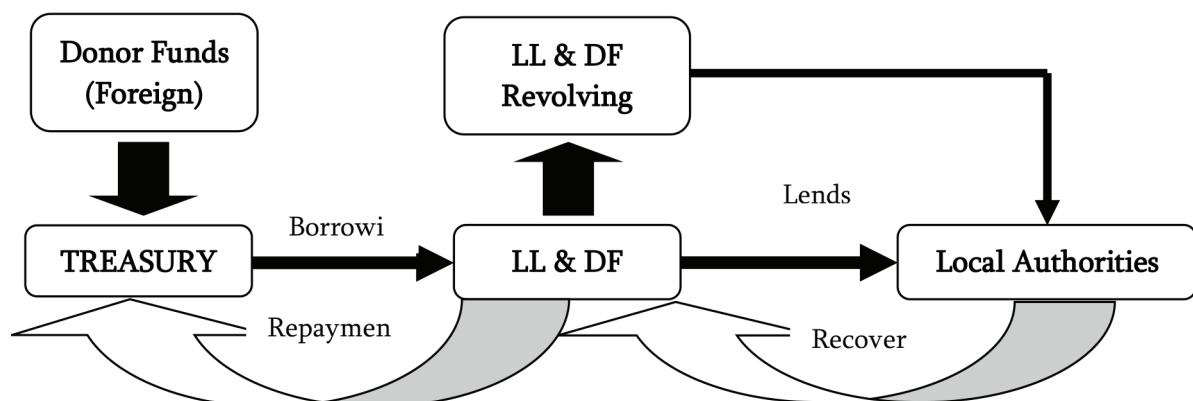 Donor Funds
(Foreign)
LL & DF
Revolving
Lends
Borrowi
TREASURY
LL & DF
Local Authorities
Repaymen
Recover